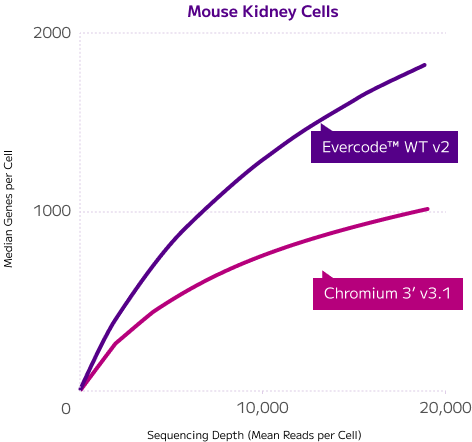 Mouse Kidney Cells
2000
Median Genes per Cell
Evercode™ WT v2
1000
Chromium 3’ v3.1
0
10,000
20,000
Sequencing Depth (Mean Reads per Cell)